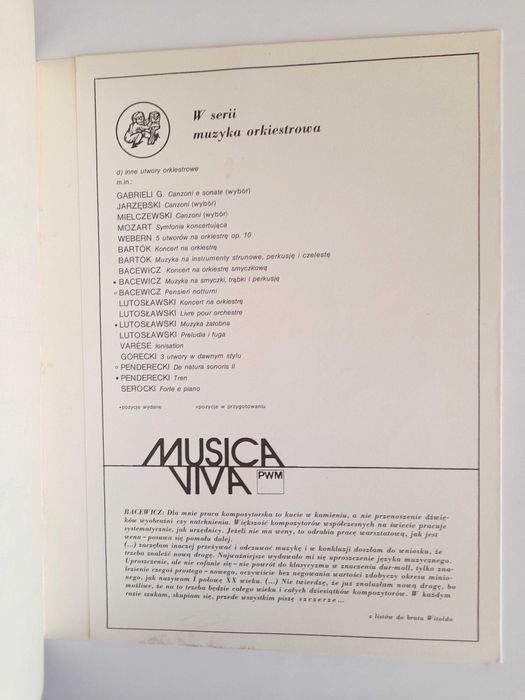 W serii
muzyka orkiestrowa
d) inne utwory orkiestrowe
m.in.:
GABRIELI G. Canzoni e sonate (wybór)
JARZĘBSKI Canzoni (wybór)
MIELCZEWSKI Canzoni (wybór)
MOZART Symfonia koncertująca
WEBERN 5 utworów na orkiestrę op. 10
BARTÓK Koncert na orkiestrę
BARTÓK Muzyka na instrumenty strunowe, perkusję i czelestę
BACEWICZ Koncert na orkiestrę smyczkową
•BACEWICZ Muzyka na smyczki, trąbki i perkusję
▫BACEWICZ Pensieri notturni
LUTOSŁAWSKI Koncert na orkiestrę
LUTOSŁAWSKI Livre pour orchestre
•LUTOSŁAWSKI Muzyka żałobna
LUTOSŁAWSKI Preludia i fuga
VARÈSE Ionisation
GÓRECKI 3 utwory w dawnym stylu
▫PENDERECKI De natura sonoris II
•PENDERECKI Tren
SEROCKI Forte e piano
•pozycje wydane ▫pozycje w przygotowaniu
MUSICA
VIVA PWM
BACEWICZ: Dla mnie praca kompozytorska to kucie w kamieniu, a nie przenoszenie dźwię-
ków wyobraźni czy natchnienia. Większość kompozytorów współczesnych na świecie pracuje
systematycznie, jak urzędnicy. Jeżeli nie ma weny, to odrabia pracę warsztatową, jak jest
wena – posuwa się pomału dalej.
(...) zaczęłam inaczej przeżywać i odczuwać muzykę i w konkluzji doszłam do wniosku, że
trzeba znaleźć nową drogę. Najważniejsze wydawało mi się uproszczenie języka muzycznego.
Uproszczenie, ale nie cofanie się – nie powrót do klasycyzmu w znaczeniu dur-moll, tylko zna-
lezienie czegoś prostego - nowego, oczywiście bez negowania wartości zdobyczy okresu minio-
nego, jak nazywam I połowę XX wieku. (...) Nie twierdzę, że już znalazłam nową drogę, bo
możliwe, że na to trzeba będzie całego wieku i całych dziesiątków kompozytorów. W każdym
razie szukam, skupiam się, przede wszystkim piszę szczerze...
z listów do brata Witolda